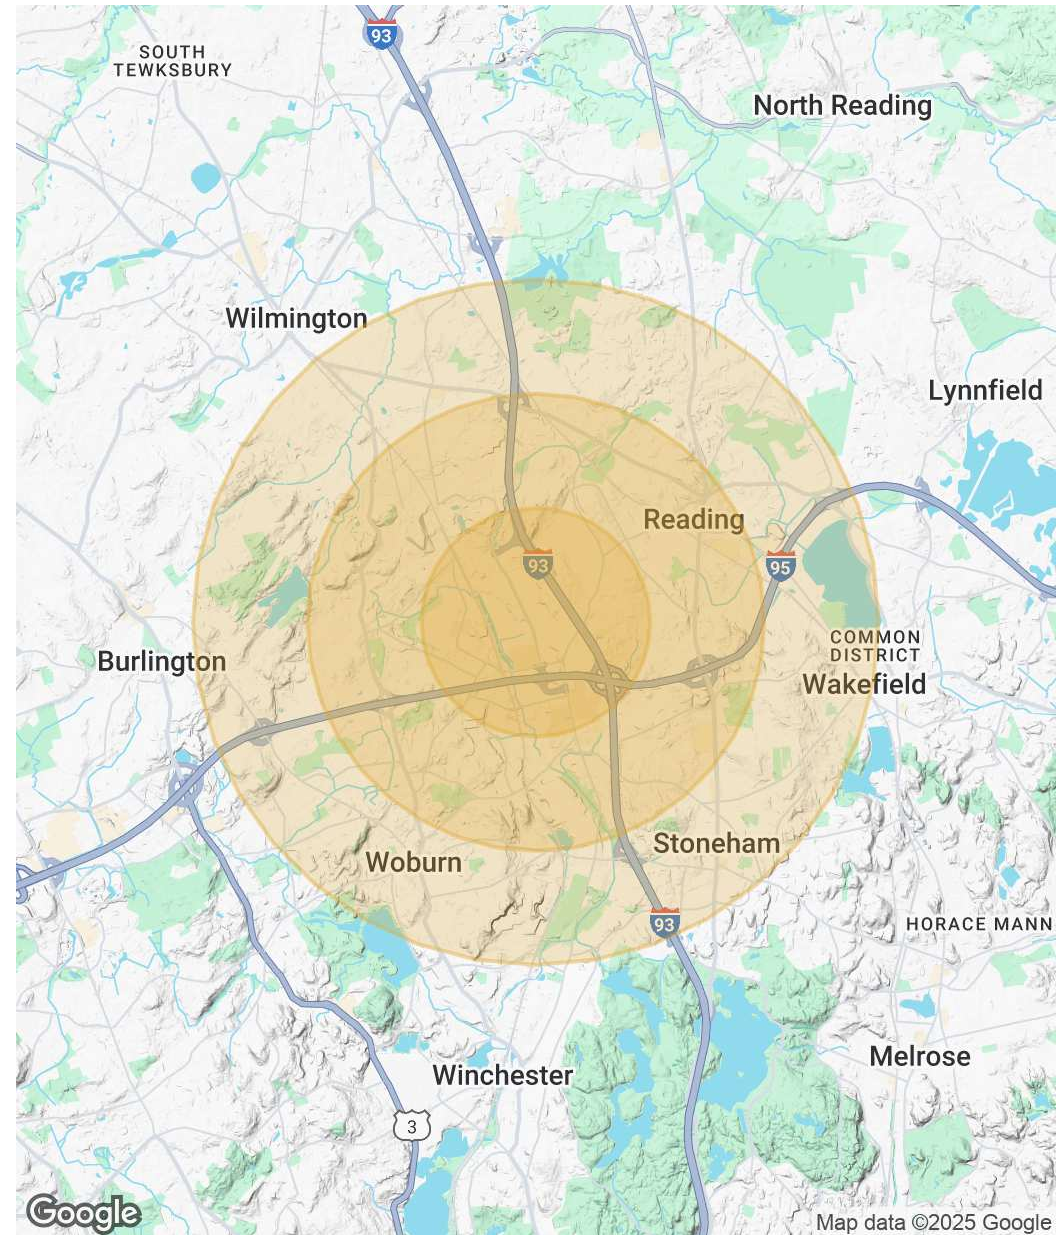 93
SOUTH
TEWKSBURY
North Reading
Wilmington
Lynnfield
Reading
93
95
COMMON
DISTRICT
Burlington
Wakefield
Stoneham
Woburn
93
HORACE MANN
Melrose
Winchester
3
Google
Map data ©2025 Google